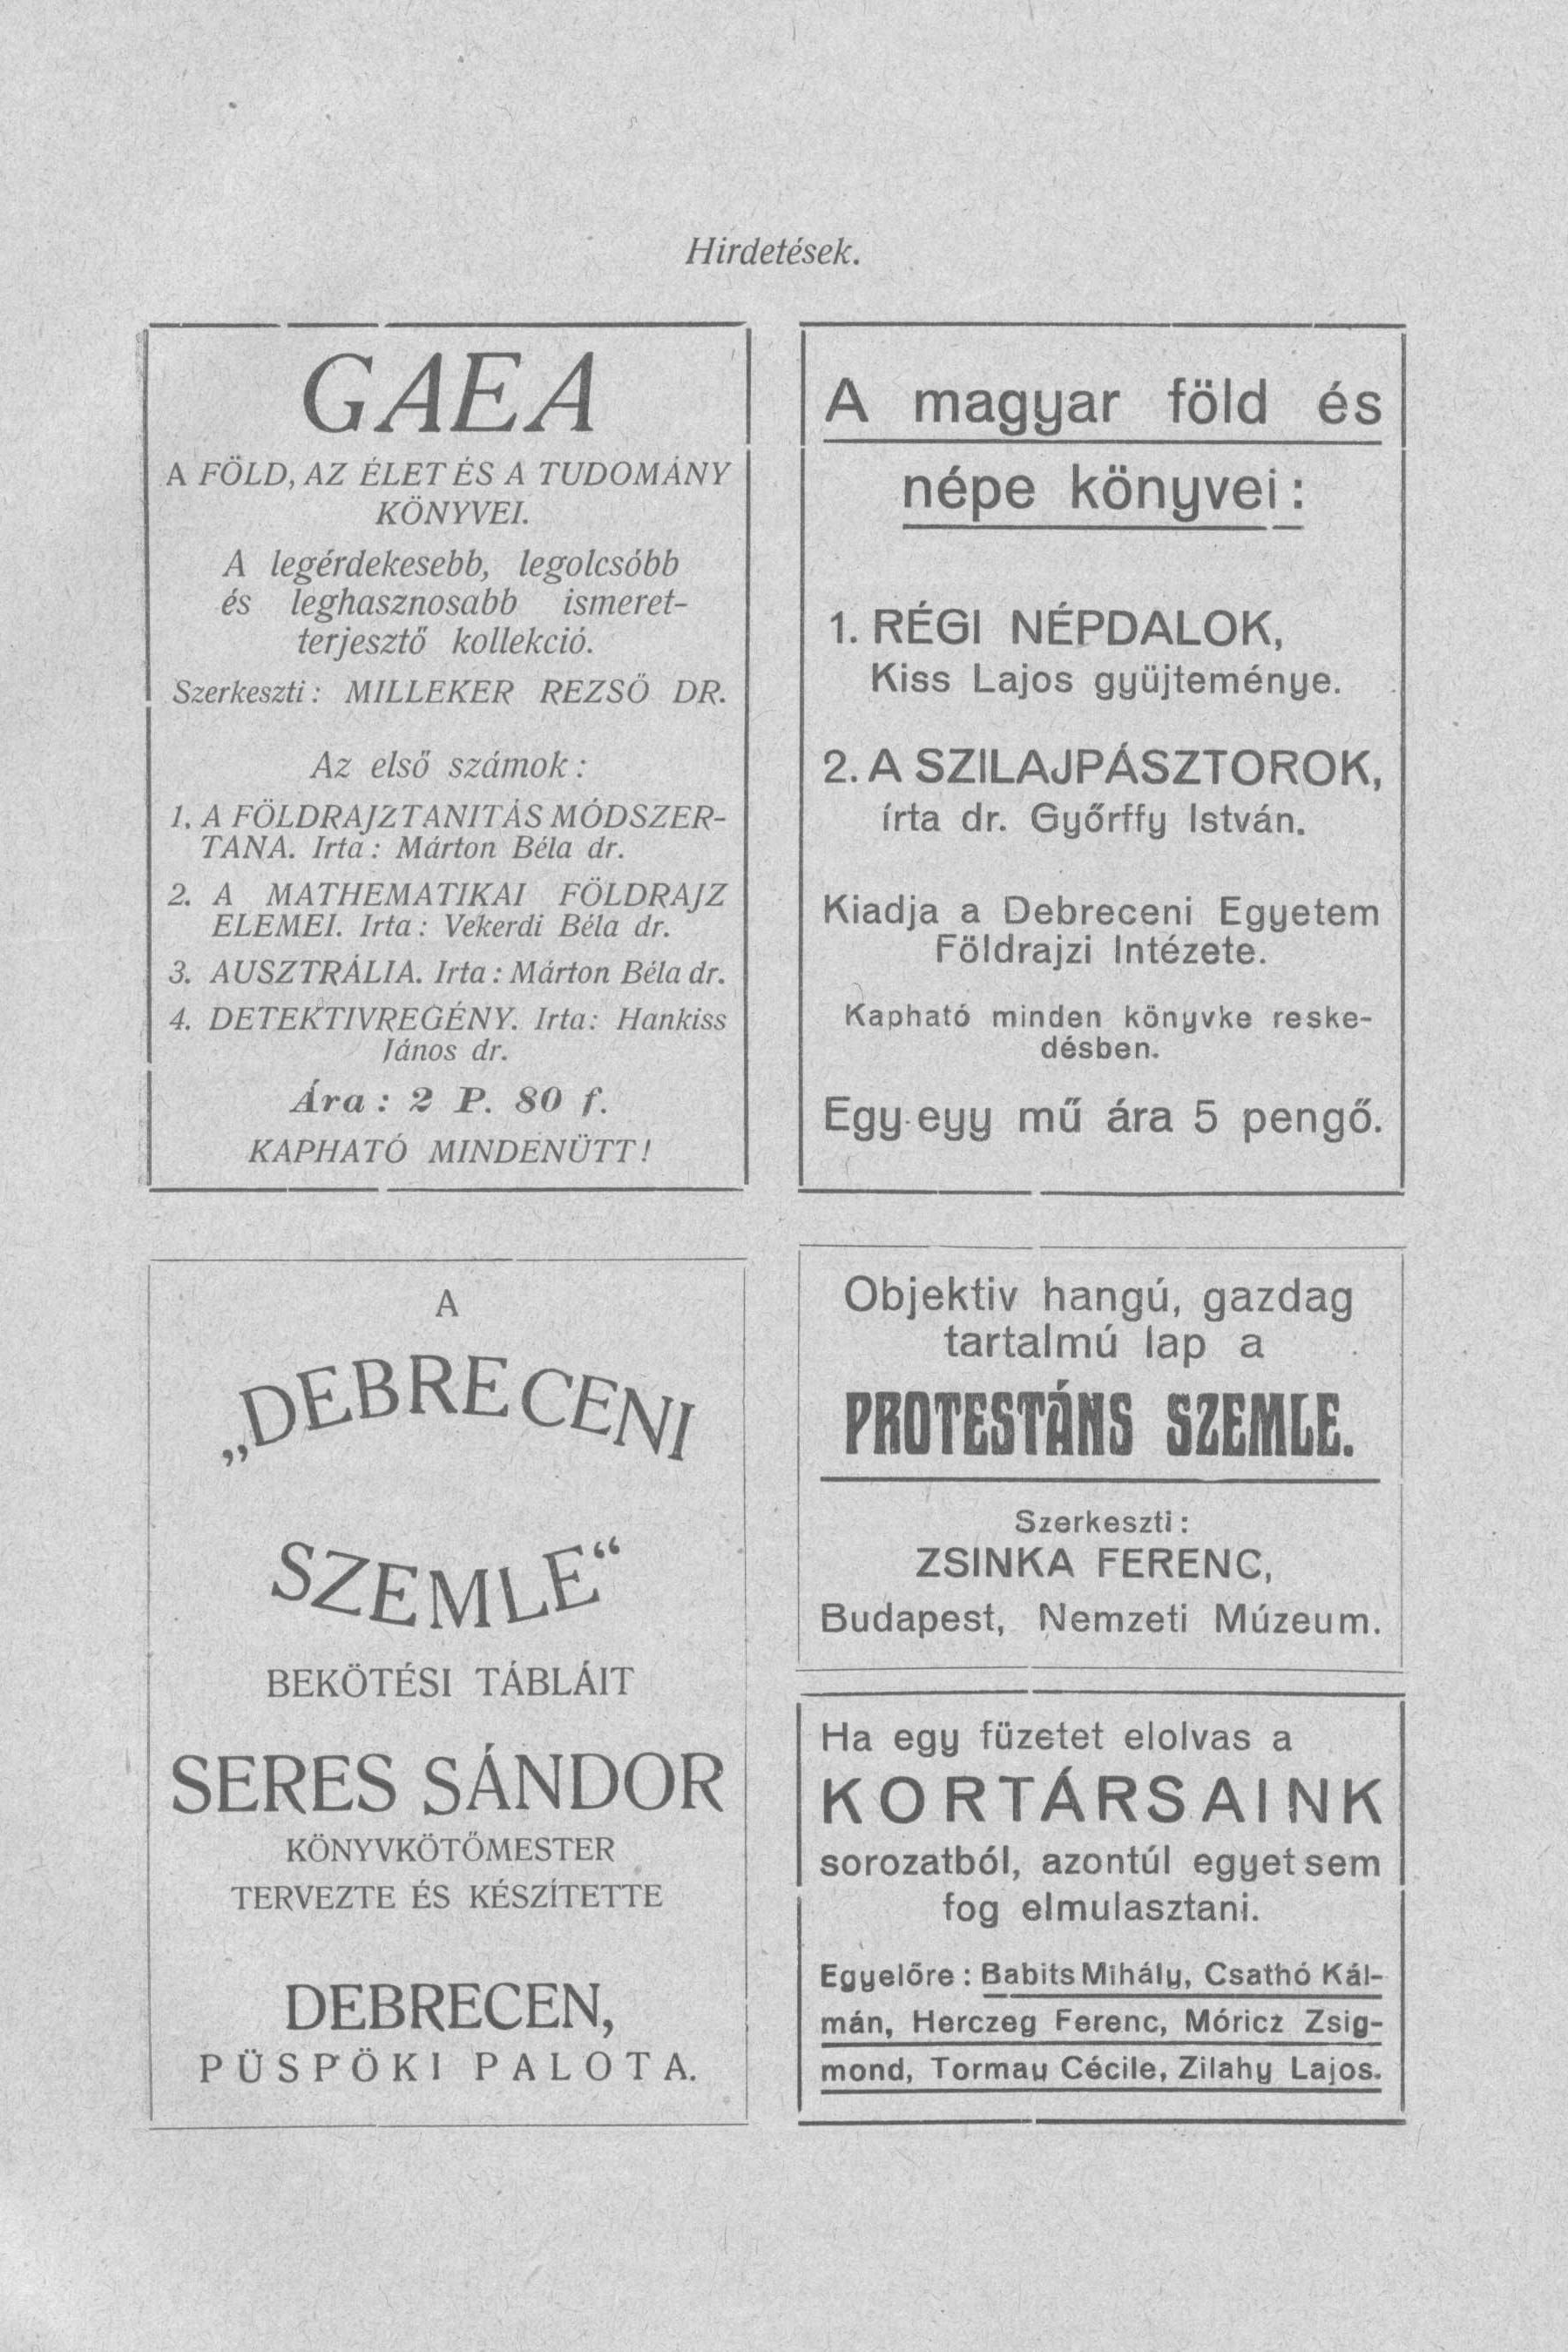 Hirdetések.
GAEA
A FÖLD, AZ ÉLET ÉS A TUDOMÁNY
KÖNYVEI.
A legérdekesebb, legolcsóbb
és leghasznosabb ismeret-
terjesztő kollekció.
Szerkeszti: MILLEKER REZSŐ DR.
Az első számok:
1. A FÖLDRAJZTANITÁS MÓDSZER-
TANA. Irta: Márton Béla dr.
2. A MATHEMATIKAI FÖLDRAJZ
ELEMEI. Irta: Vekerdi Béla dr.
3. AUSZTRÁLIA. Irta: Márton Béla dr.
4. DETEKTIVREGÉNY. Irta: Hankiss
János dr.
Ára: 2 P. 80 f.
KAPHATÓ MINDENÜTT!
A magyar föld és
népe könyvei:
1. RÉGI NÉPDALOK,
Kiss Lajos gyüjteménye.
2. A SZILAJPÁSZTOROK,
írta dr. Győrffy István.
Kiadja a Debreceni Egyetem
Földrajzi Intézete.
Kapható minden könyvke reske-
désben.
Egy-eyy mű ára 5 pengő.
A
„DEBRECENI
SZEMLE“
BEKÖTÉSI TÁBLÁIT
SERES SÁNDOR
KÖNYVKÖTŐMESTER
TERVEZTE ÉS KÉSZÍTETTE
DEBRECEN,
PÜSPÖKI PALOTA.
Objektiv hangú, gazdag
tartalmú lap a
PROTESTÁNS SZEMLE.
Szerkeszti:
ZSINKA FERENC,
Budapest, Nemzeti Múzeum.
Ha egy füzetet elolvas a
KORTÁRSAINK
sorozatból, azontúl egyet sem
fog elmulasztani.
Egyelőre: Babits Mihály, Csathó Kál-
mán, Herczeg Ferenc, Móricz Zsig-
mond, Tormay Cécile, Zilahy Lajos.